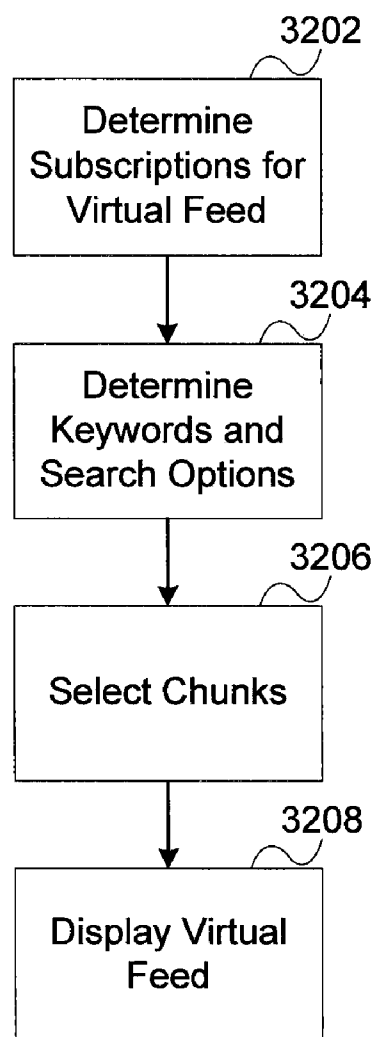 3202
Determine
Subscriptions for
Virtual Feed
3204
Determine
Keywords and
Search Options
3206
Select Chunks
3208
Display Virtual
Feed